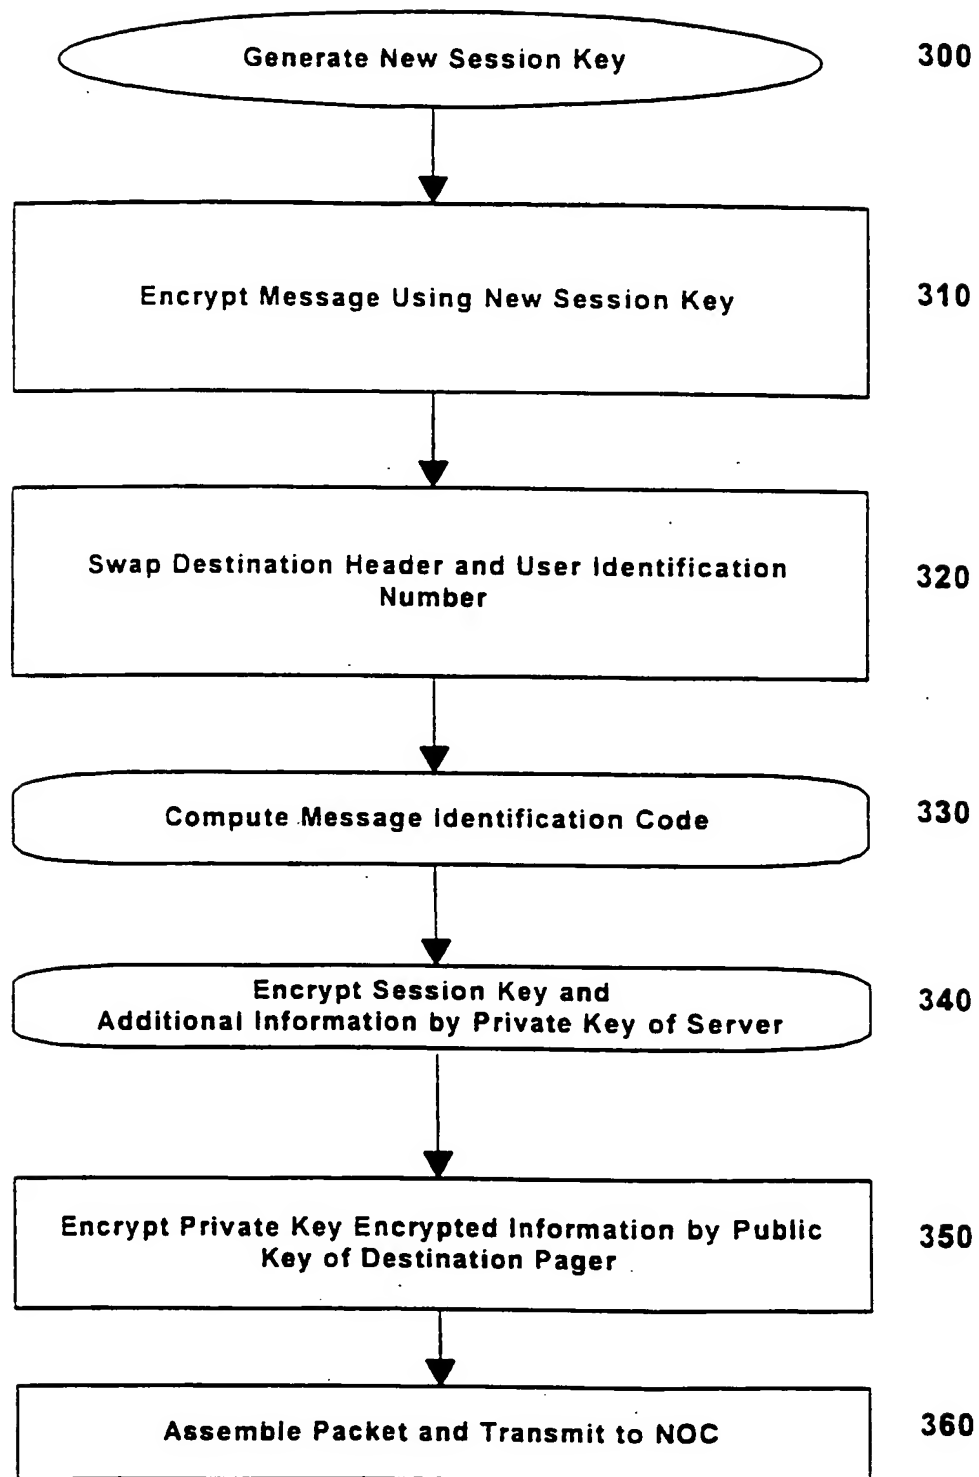 Generate New Session Key 300
Encrypt Message Using New Session Key 310
Swap Destination Header and User Identification
Number
320
Compute Message Identification Code 330
Encrypt Session Key and
Additional Information by Private Key of Server
340
Encrypt Private Key Encrypted Information by Public
Key of Destination Pager
350
Assemble Packet and Transmit to NOC 360